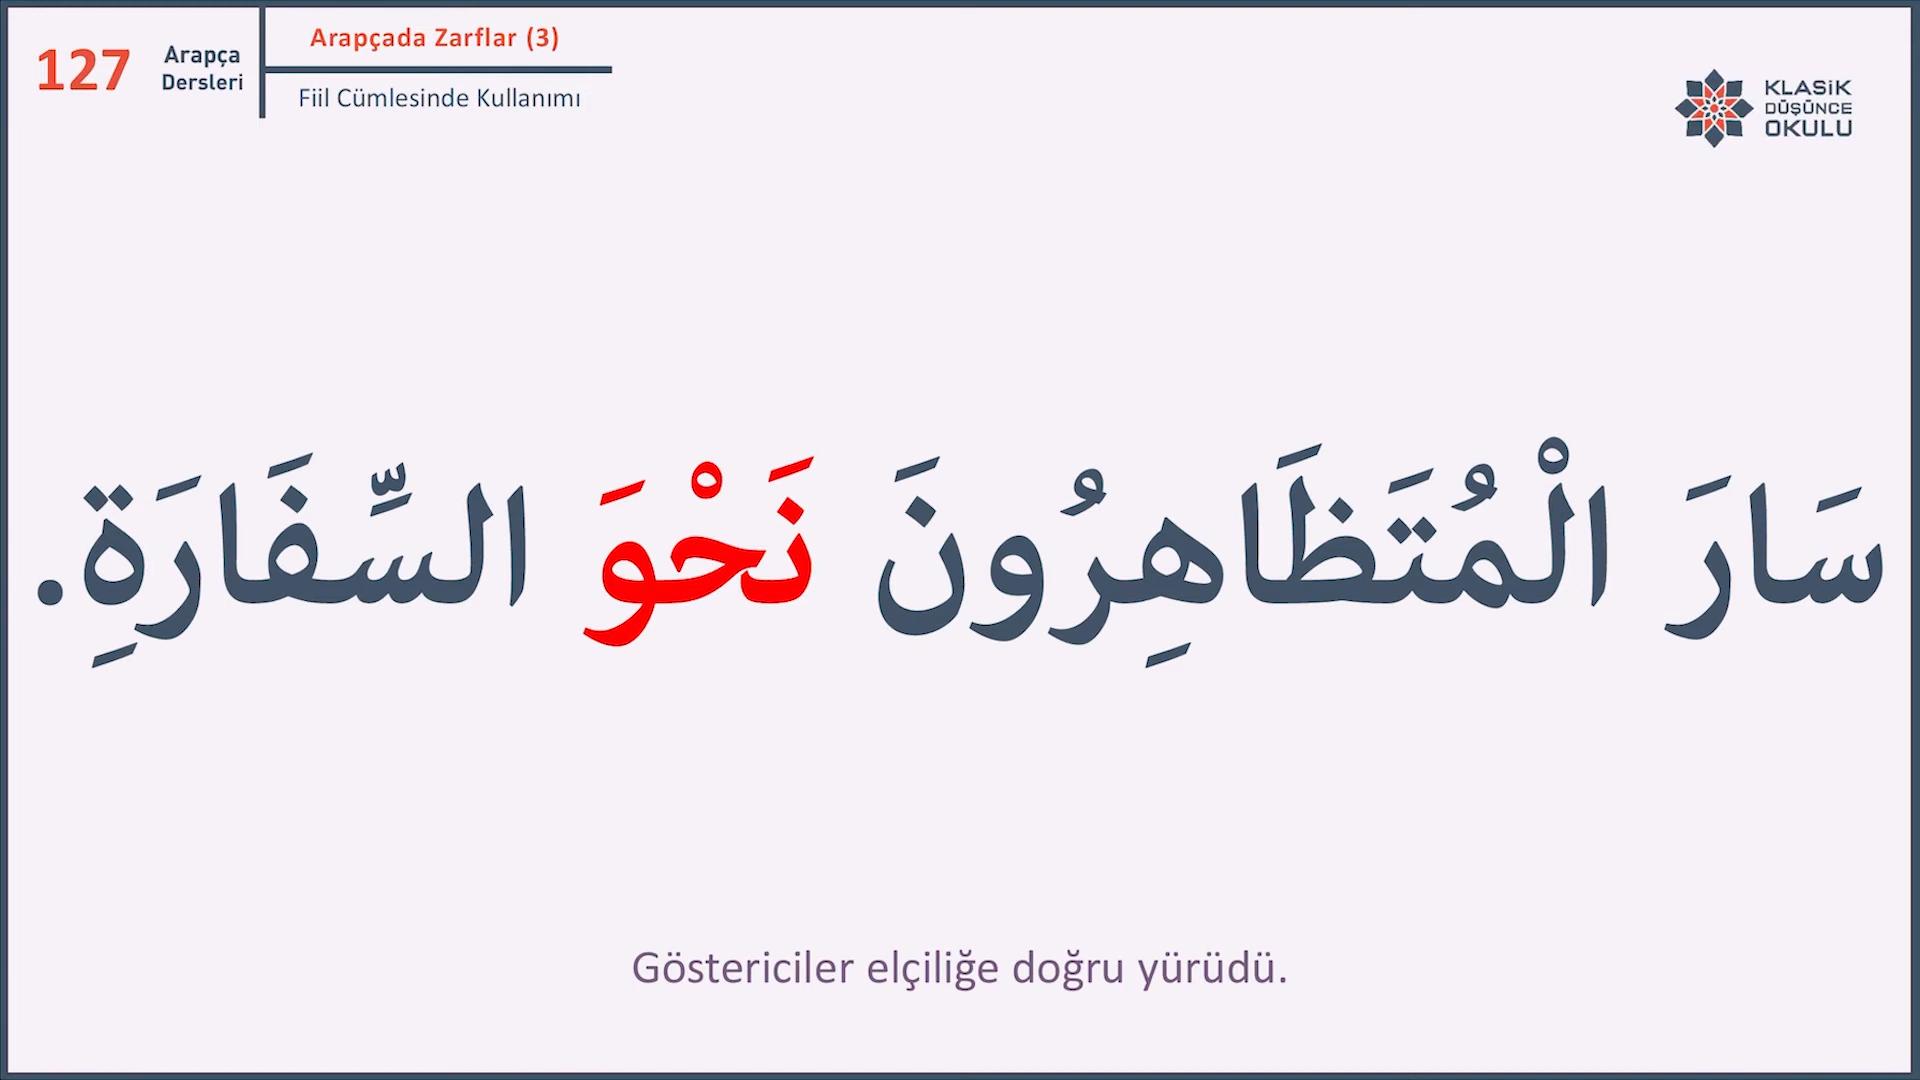 127
Arapça
Dersleri
Arapçada Zarflar (3)
Fiil Cümlesinde Kullanımı
KLASiK
DÜŞÜNCE
OKULU
سَارَ الْمُتَظَاهِرُونَ نَحْوَ السِّفَارَةِ.
Göstericiler elçiliğe doğru yürüdü.